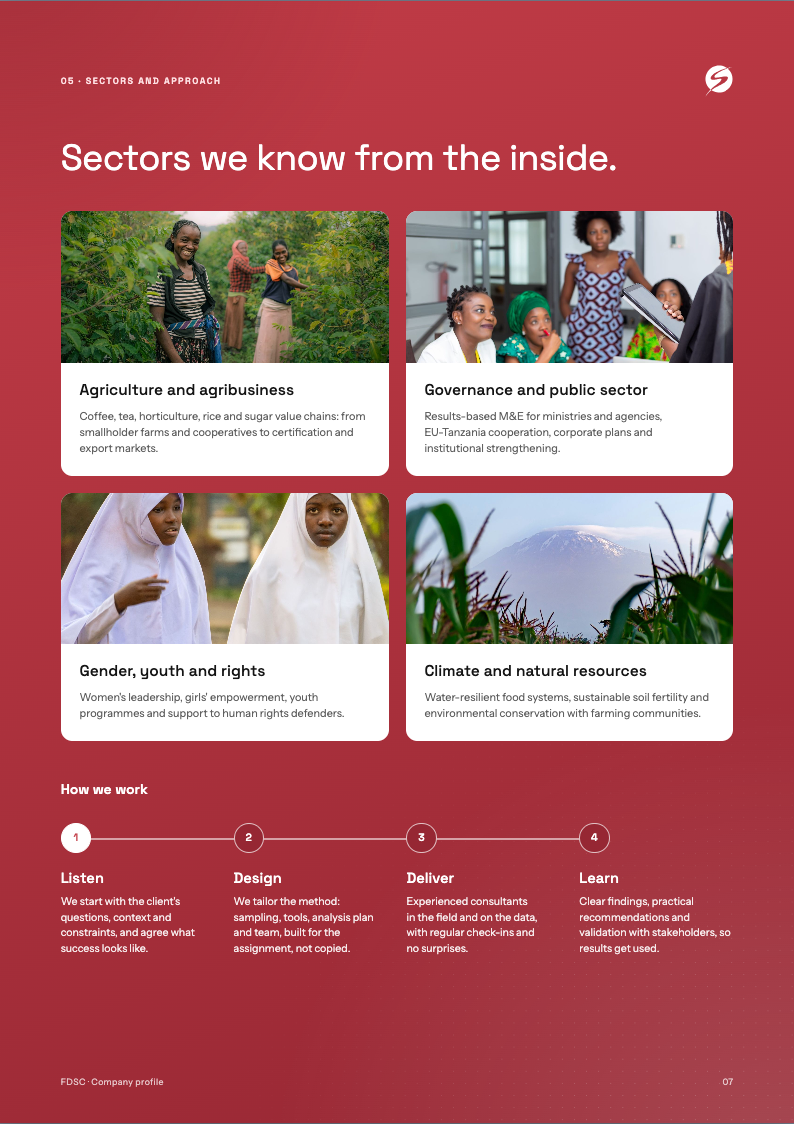 05 · SECTORS AND APPROACH
Sectors we know from the inside.
Agriculture and agribusiness
Coffee, tea, horticulture, rice and sugar value chains: from
smallholder farms and cooperatives to certification and
export markets.
Governance and public sector
Results-based M&E for ministries and agencies,
EU-Tanzania cooperation, corporate plans and
institutional strengthening.
Gender, youth and rights
Women's leadership, girls' empowerment, youth
programmes and support to human rights defenders.
Climate and natural resources
Water-resilient food systems, sustainable soil fertility and
environmental conservation with farming communities.
How we work
1
Listen
We start with the client's
questions, context and
constraints, and agree what
success looks like.
2
Design
We tailor the method:
sampling, tools, analysis plan
and team, built for the
assignment, not copied.
3
Deliver
Experienced consultants
in the field and on the data,
with regular check-ins and
no surprises.
4
Learn
Clear findings, practical
recommendations and
validation with stakeholders, so
results get used.
FDSC · Company profile
07